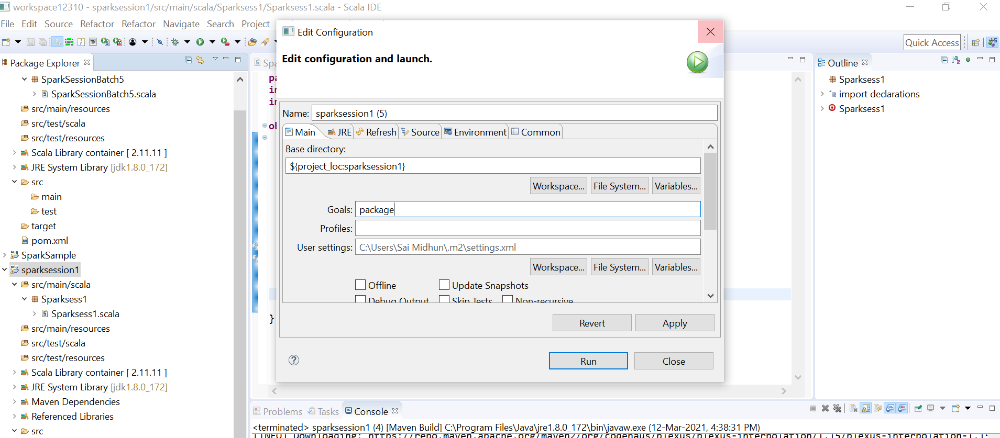 workspace12310 - sparksession1/src/main/scala/Sparksess1/Sparksess1.scala - Scala IDE
File Edit Source Refactor Refactor Navigate Search Project
Quick Access
Package Explorer
SparkSessionBatch5
SparkSessionBatch5.scala
src/main/resources
src/test/scala
src/test/resources
Scala Library container [ 2.11.11 ]
JRE System Library [jdk1.8.0_172]
src
main
test
target
pom.xml
SparkSample
sparksession1
src/main/scala
Sparksess1
Sparksess1.scala
src/main/resources
src/test/scala
src/test/resources
Scala Library container [ 2.11.11 ]
JRE System Library [jdk1.8.0_172]
Maven Dependencies
Referenced Libraries
src
Spa
pa
im
im
ob
}
Edit Configuration
Edit configuration and launch.
Name: sparksession1 (5)
Main JRE Refresh Source Environment Common
Base directory:
${project_loc:sparksession1}
Workspace... File System... Variables...
Goals: package
Profiles:
User settings: C:\Users\Sai Midhun\.m2\settings.xml
Workspace... File System... Variables...
Offline Update Snapshots
Debug Output Skip Tests Non-recursive
Revert Apply
Run Close
Outline
Sparksess1
import declarations
Sparksess1
Problems Tasks Console
<terminated> sparksession1 (4) [Maven Build] C:\Program Files\Java\jre1.8.0_172\bin\javaw.exe (12-Mar-2021, 4:38:31 PM)
[INFO] Downloading: https://repo.maven.apache.org/maven2/org/codehaus/plexus/plexus-interpolation/1.15/plexus-interpolation-1.15